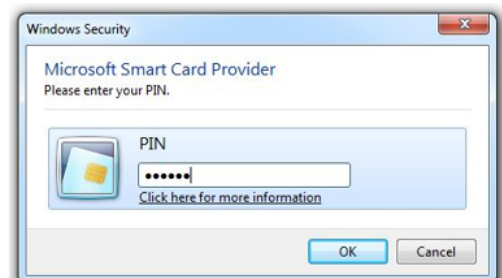 Windows Security
Microsoft Smart Card Provider
Please enter your PIN.
PIN
••••••
Click here for more information
OK Cancel